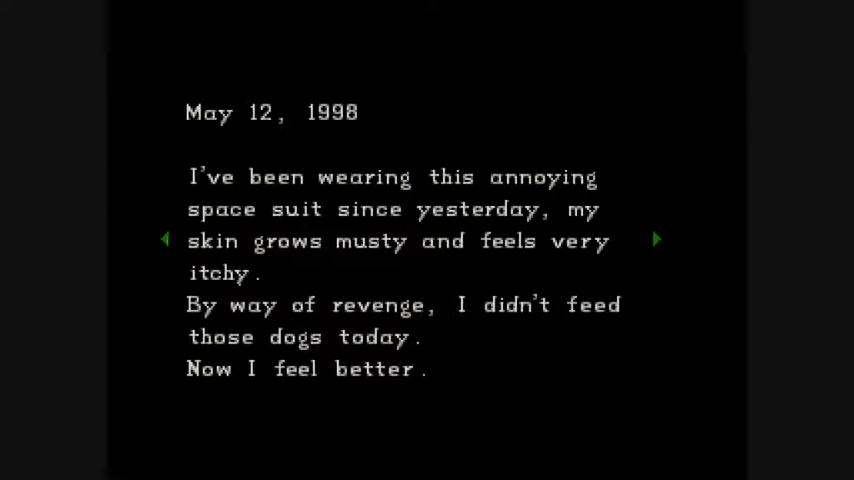 May 12, 1998
I've been wearing this annoying
space suit since yesterday, my
skin grows musty and feels very
itchy.
By way of revenge, I didn't feed
those dogs today.
Now I feel better.